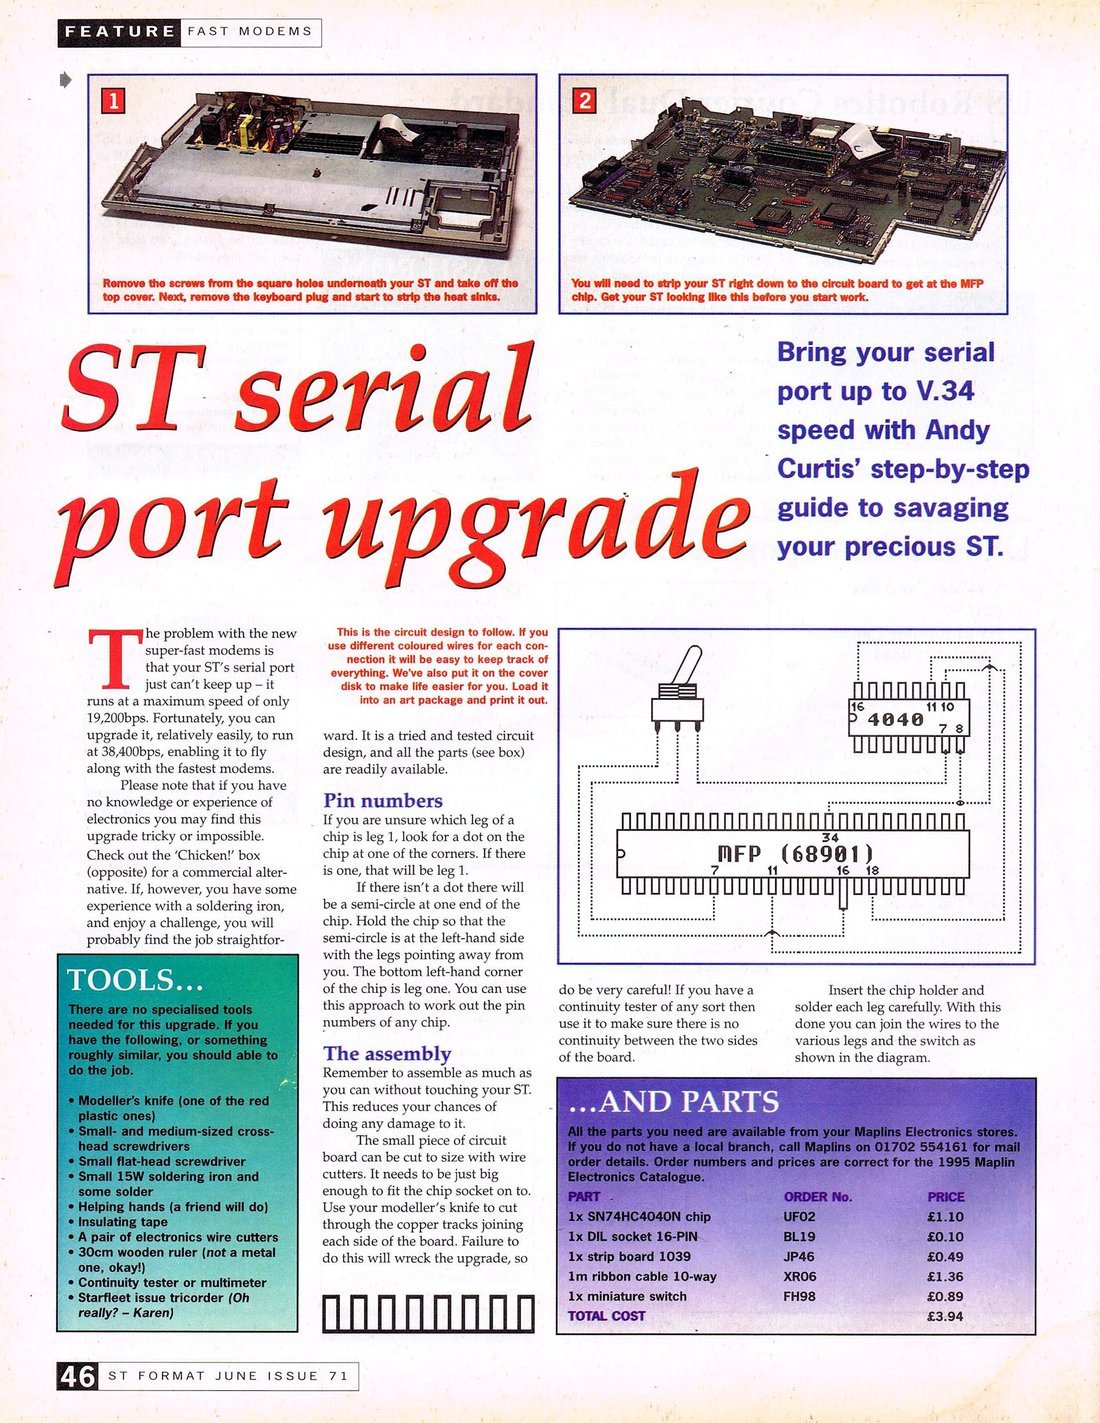 FEATURE FAST MODEMS
1
Remove the screws from the square holes underneath your ST and take off the
top cover. Next, remove the keyboard plug and start to strip the heat sinks.
2
You will need to strip your ST right down to the circuit board to get at the MFP
chip. Get your ST looking like this before you start work.
ST serial
port upgrade
Bring your serial
port up to V.34
speed with Andy
Curtis' step-by-step
guide to savaging
your precious ST.
The problem with the new
super-fast modems is
that your ST's serial port
just can't keep up – it
runs at a maximum speed of only
19,200bps. Fortunately, you can
upgrade it, relatively easily, to run
at 38,400bps, enabling it to fly
along with the fastest modems.
Please note that if you have
no knowledge or experience of
electronics you may find this
upgrade tricky or impossible.
Check out the 'Chicken!' box
(opposite) for a commercial alter-
native. If, however, you have some
experience with a soldering iron,
and enjoy a challenge, you will
probably find the job straightfor-
TOOLS...
There are no specialised tools
needed for this upgrade. If you
have the following, or something
roughly similar, you should able to
do the job.
• Modeller's knife (one of the red
plastic ones)
• Small- and medium-sized cross-
head screwdrivers
• Small flat-head screwdriver
• Small 15W soldering iron and
some solder
• Helping hands (a friend will do)
• Insulating tape
• A pair of electronics wire cutters
• 30cm wooden ruler (not a metal
one, okay!)
• Continuity tester or multimeter
• Starfleet issue tricorder (Oh
really? – Karen)
This is the circuit design to follow. If you
use different coloured wires for each con-
nection it will be easy to keep track of
everything. We've also put it on the cover
disk to make life easier for you. Load it
into an art package and print it out.
ward. It is a tried and tested circuit
design, and all the parts (see box)
are readily available.
Pin numbers
If you are unsure which leg of a
chip is leg 1, look for a dot on the
chip at one of the corners. If there
is one, that will be leg 1.
If there isn't a dot there will
be a semi-circle at one end of the
chip. Hold the chip so that the
semi-circle is at the left-hand side
with the legs pointing away from
you. The bottom left-hand corner
of the chip is leg one. You can use
this approach to work out the pin
numbers of any chip.
The assembly
Remember to assemble as much as
you can without touching your ST.
This reduces your chances of
doing any damage to it.
The small piece of circuit
board can be cut to size with wire
cutters. It needs to be just big
enough to fit the chip socket on to.
Use your modeller's knife to cut
through the copper tracks joining
each side of the board. Failure to
do this will wreck the upgrade, so
16 11 10
4040
7 8
34
MFP (68901)
7 11 16 18
do be very careful! If you have a
continuity tester of any sort then
use it to make sure there is no
continuity between the two sides
of the board.
Insert the chip holder and
solder each leg carefully. With this
done you can join the wires to the
various legs and the switch as
shown in the diagram.
...AND PARTS
All the parts you need are available from your Maplins Electronics stores.
If you do not have a local branch, call Maplins on 01702 554161 for mail
order details. Order numbers and prices are correct for the 1995 Maplin
Electronics Catalogue.
PART ORDER No. PRICE
1x SN74HC4040N chip UF02 £1.10
1x DIL socket 16-PIN BL19 £0.10
1x strip board 1039 JP46 £0.49
1m ribbon cable 10-way XR06 £1.36
1x miniature switch FH98 £0.89
TOTAL COST £3.94
46 ST FORMAT JUNE ISSUE 71